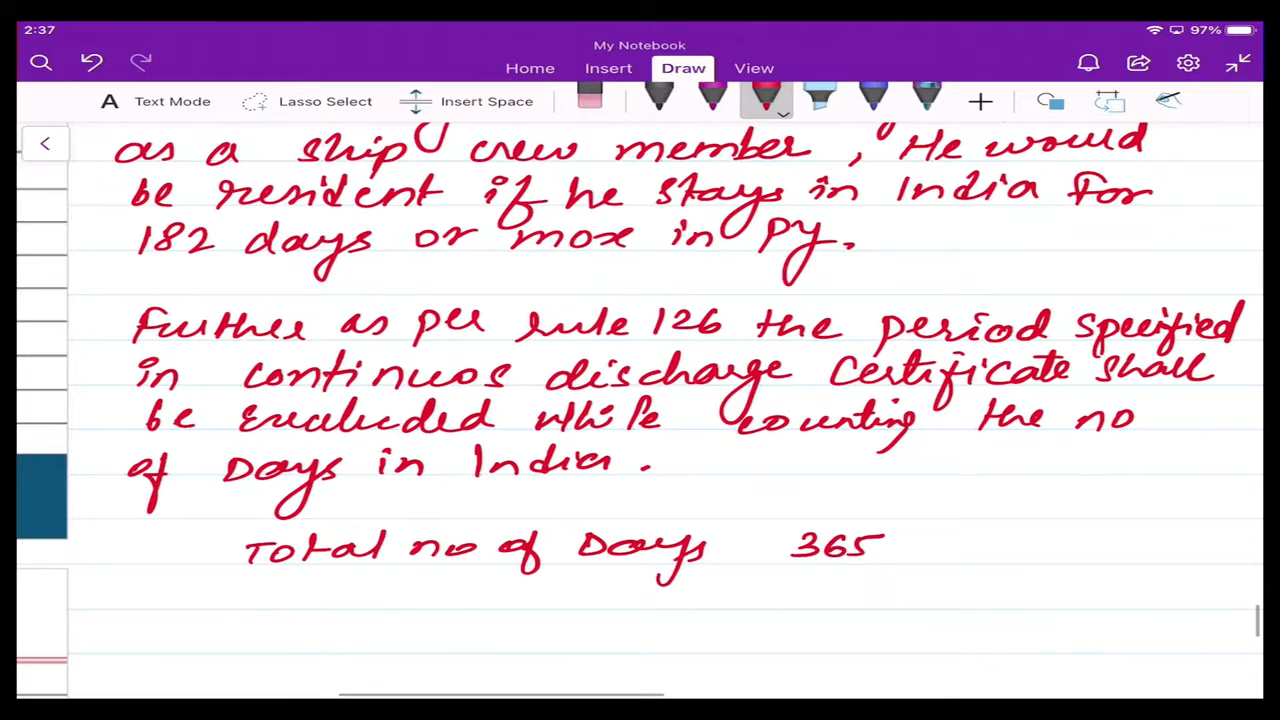 2:37
97%
My Notebook
Home Insert Draw View
A Text Mode Lasso Select Insert Space
as a ship crew member, He would
be resident if he stays in India for
182 days or more in Py.
Further as per rule 126 the period specified
in continuos discharge certificate shall
be excluded while counting the no
of Days in India.
Total no of Days 365